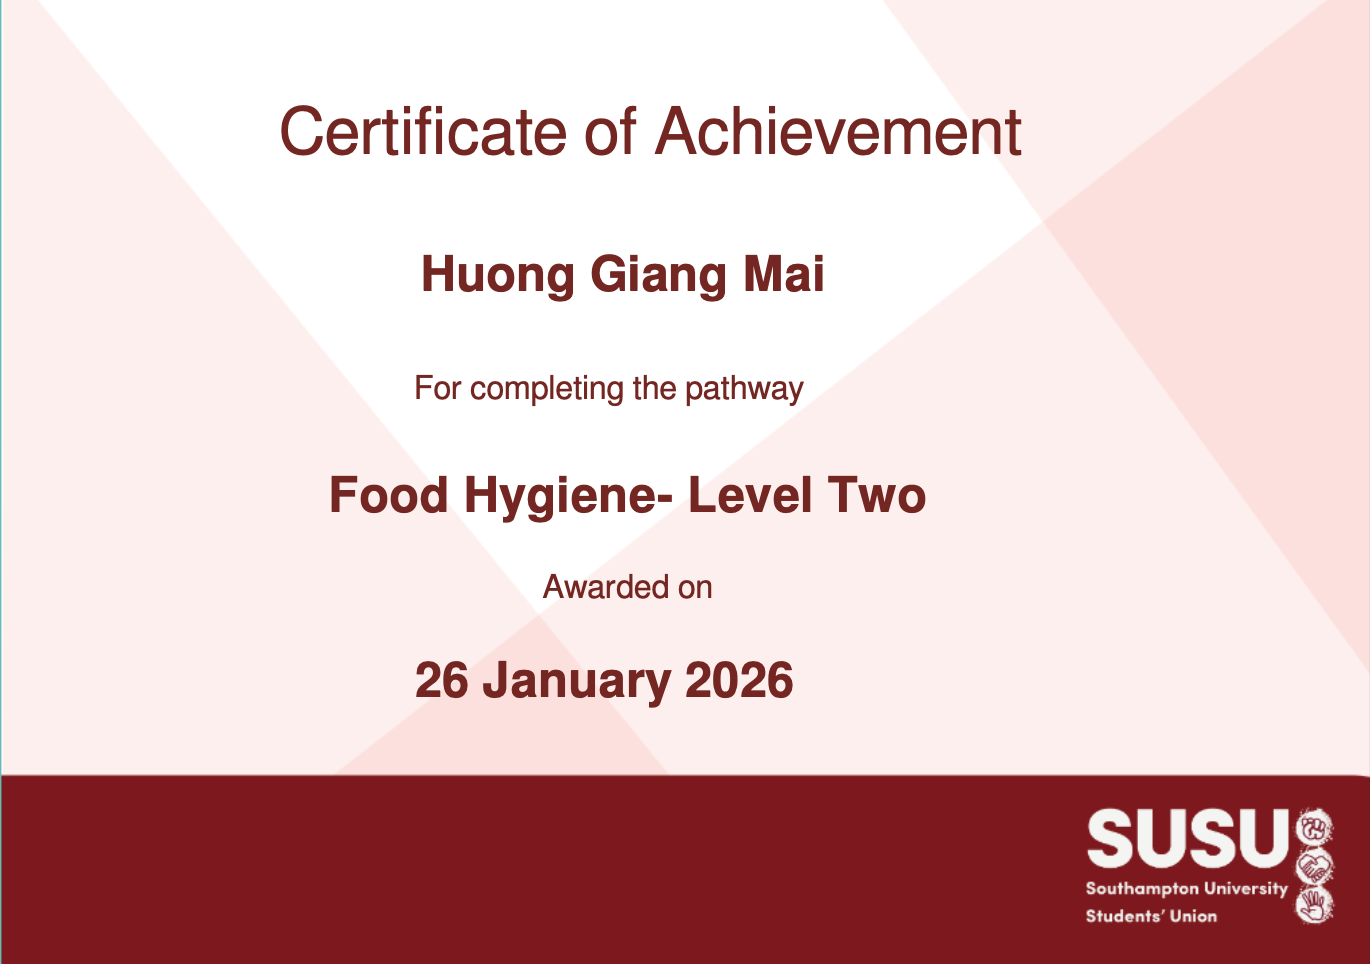 Certificate of Achievement
Huong Giang Mai
For completing the pathway
Food Hygiene- Level Two
Awarded on
26 January 2026
SUSU
Southampton University
Students' Union